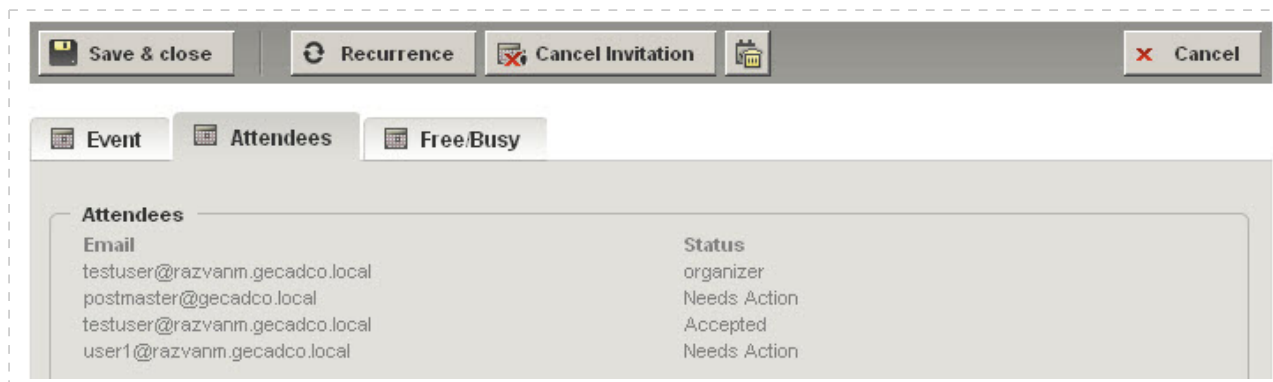 Save & close Recurrence Cancel Invitation Cancel
Event Attendees Free/Busy
Attendees
Email Status
testuser@razvanm.gecadco.local organizer
postmaster@gecadco.local Needs Action
testuser@razvanm.gecadco.local Accepted
user1@razvanm.gecadco.local Needs Action